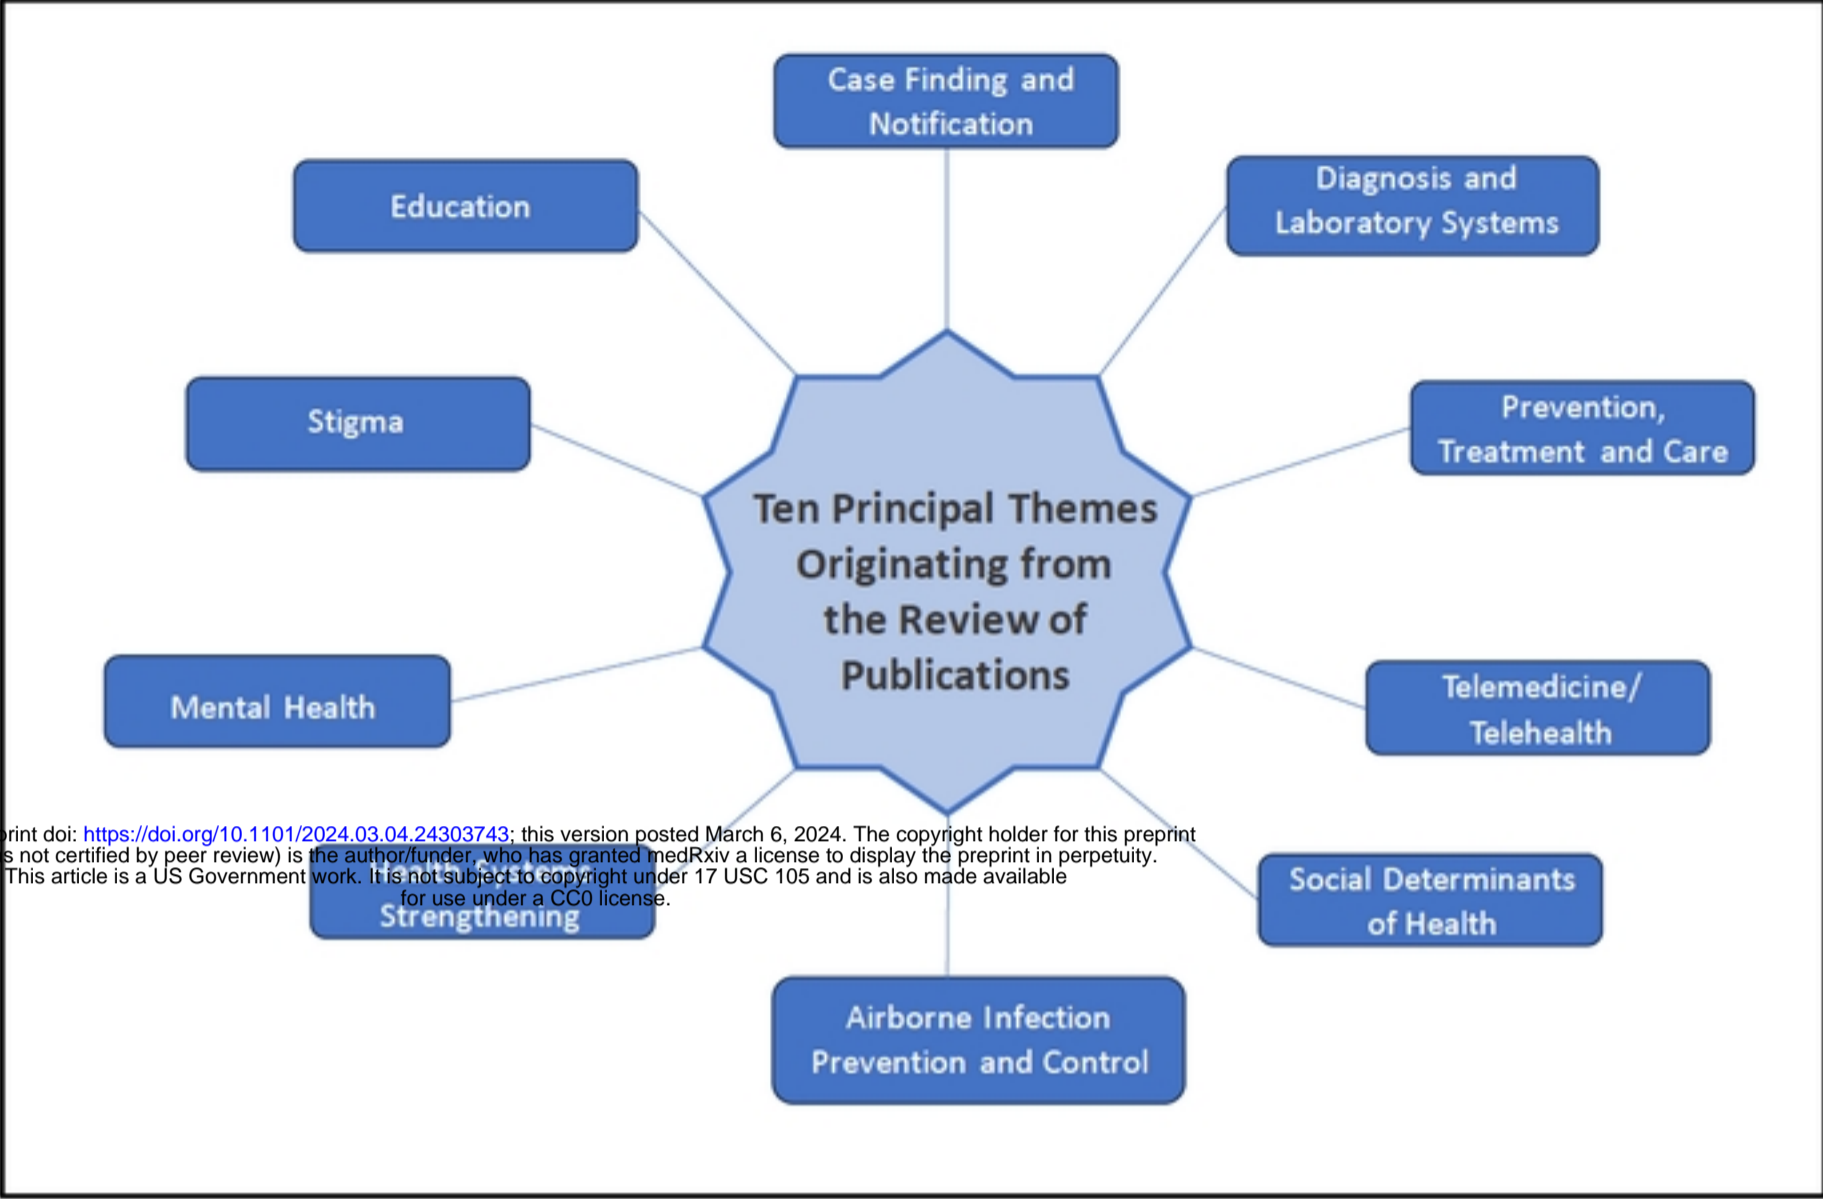 Case Finding and
Notification
Education
Diagnosis and
Laboratory Systems
Stigma
Prevention,
Treatment and Care
Ten Principal Themes
Originating from
the Review of
Publications
Mental Health
Telemedicine/
Telehealth
print doi: https://doi.org/10.1101/2024.03.04.24303743; this version posted March 6, 2024. The copyright holder for this preprint
s not certified by peer review) is the author/funder, who has granted medRxiv a license to display the preprint in perpetuity.
This article is a US Government work. It is not subject to copyright under 17 USC 105 and is also made available
for use under a CC0 license.
Health Systems
Strengthening
Social Determinants
of Health
Airborne Infection
Prevention and Control